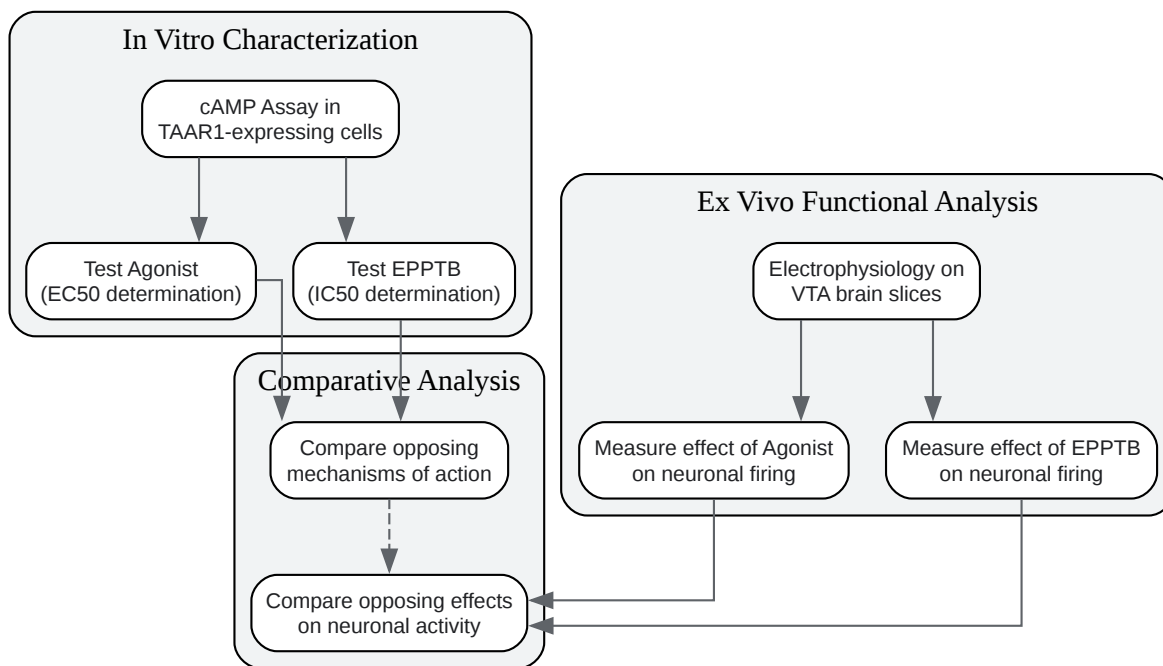 In Vitro Characterization
cAMP Assay in
TAAR1-expressing cells
Test Agonist
(EC50 determination)
Test EPPTB
(IC50 determination)
Ex Vivo Functional Analysis
Electrophysiology on
VTA brain slices
Measure effect of Agonist
on neuronal firing
Measure effect of EPPTB
on neuronal firing
Comparative Analysis
Compare opposing
mechanisms of action
Compare opposing effects
on neuronal activity